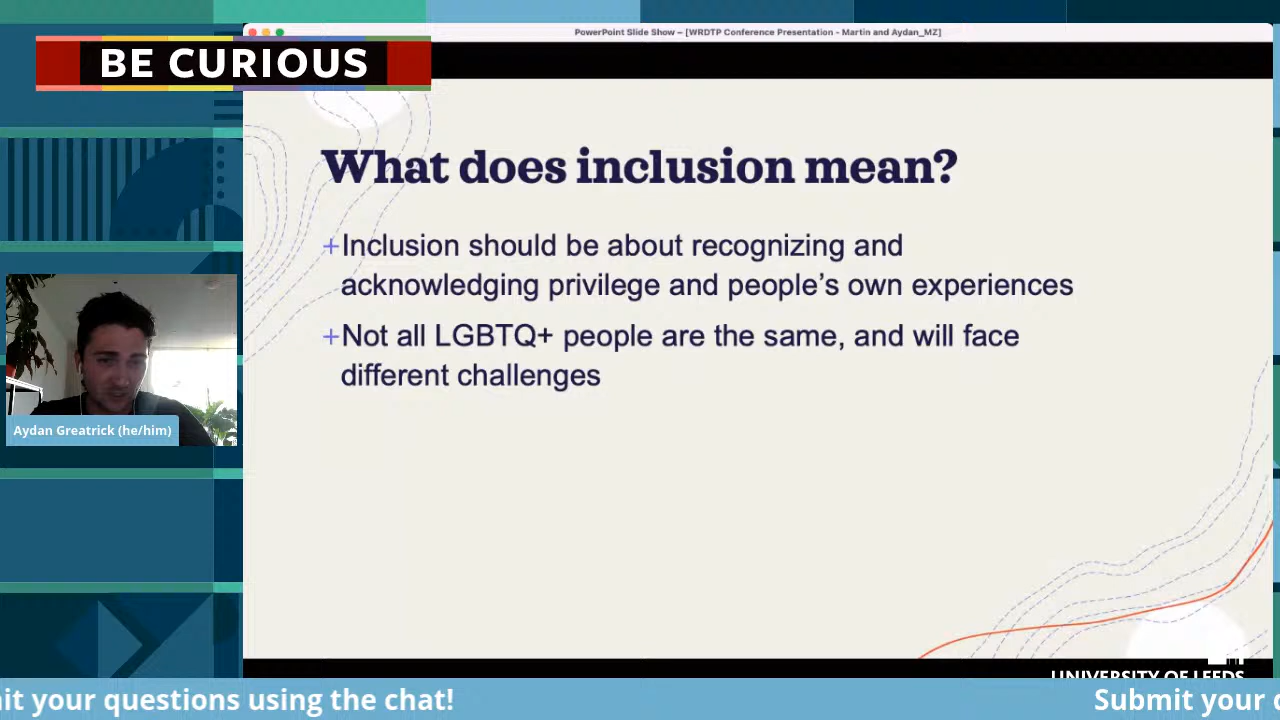 PowerPoint Slide Show – [WRDTP Conference Presentation - Martin and Aydan_MZ]
BE CURIOUS
What does inclusion mean?
+Inclusion should be about recognizing and
acknowledging privilege and people’s own experiences
+Not all LGBTQ+ people are the same, and will face
different challenges
Aydan Greatrick (he/him)
UNIVERSITY OF LEEDS
it your questions using the chat!
Submit your